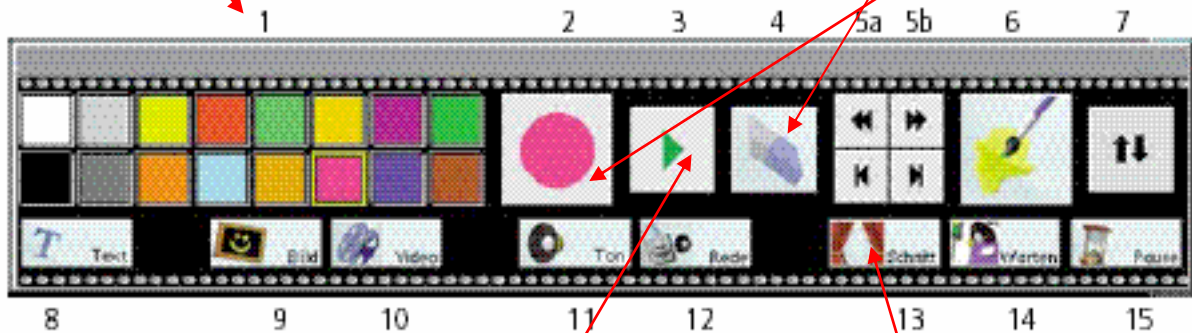 1 2 3 4 5a 5b 6 7
Text Bild Video Ton Rede Schnitt Warten Pause
8 9 10 11 12 13 14 15